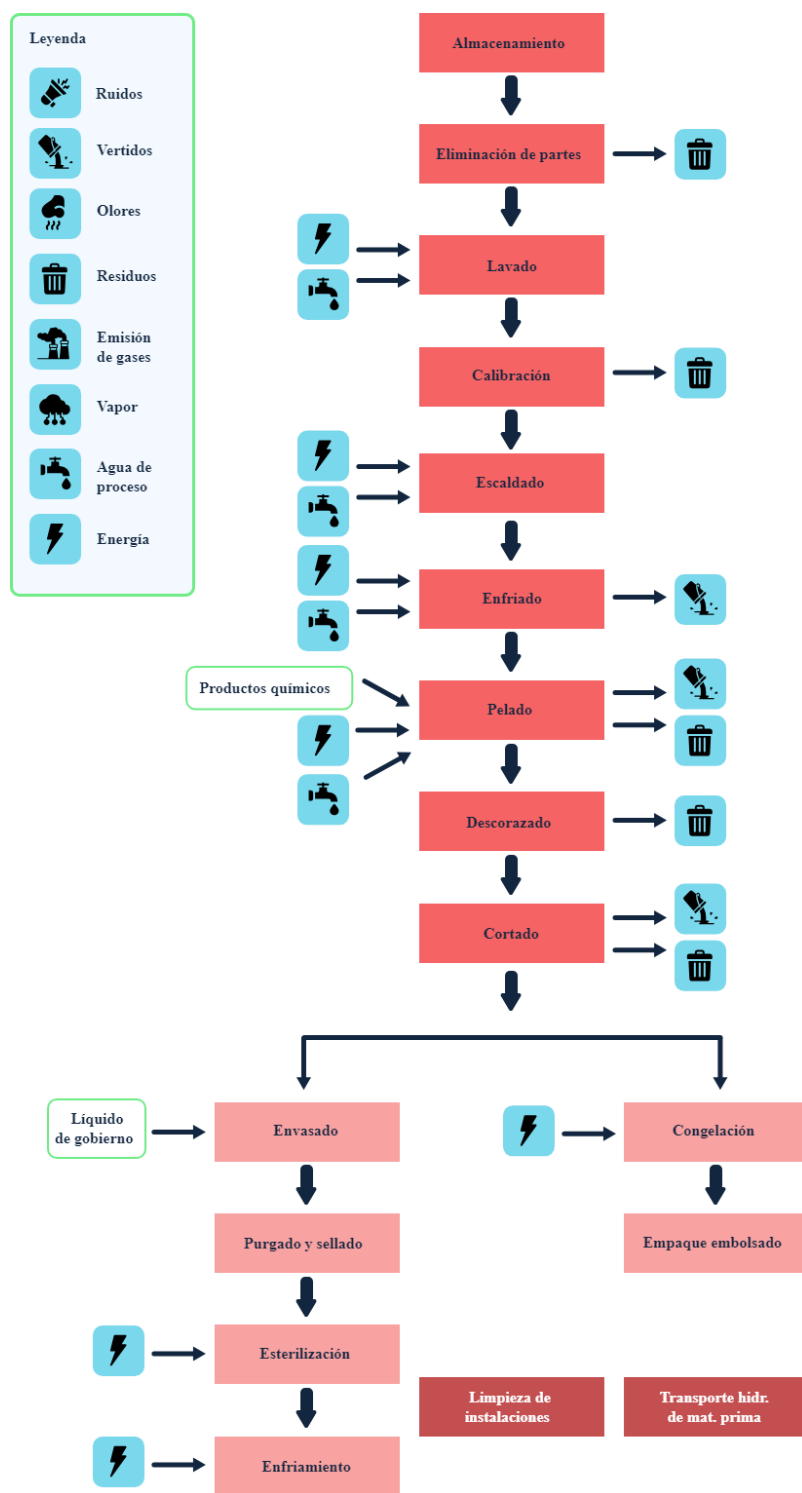 Leyenda
Ruidos
Vertidos
Olores
Residuos
Emisión
de gases
Vapor
Agua de
proceso
Energía
Almacenamiento
Eliminación de partes
Lavado
Calibración
Escaldado
Enfriado
Productos químicos
Pelado
Descorazado
Cortado
Líquido
de gobierno
Envasado
Congelación
Purgado y sellado
Empaque embolsado
Esterilización
Limpieza de
instalaciones
Transporte hidr.
de mat. prima
Enfriamiento